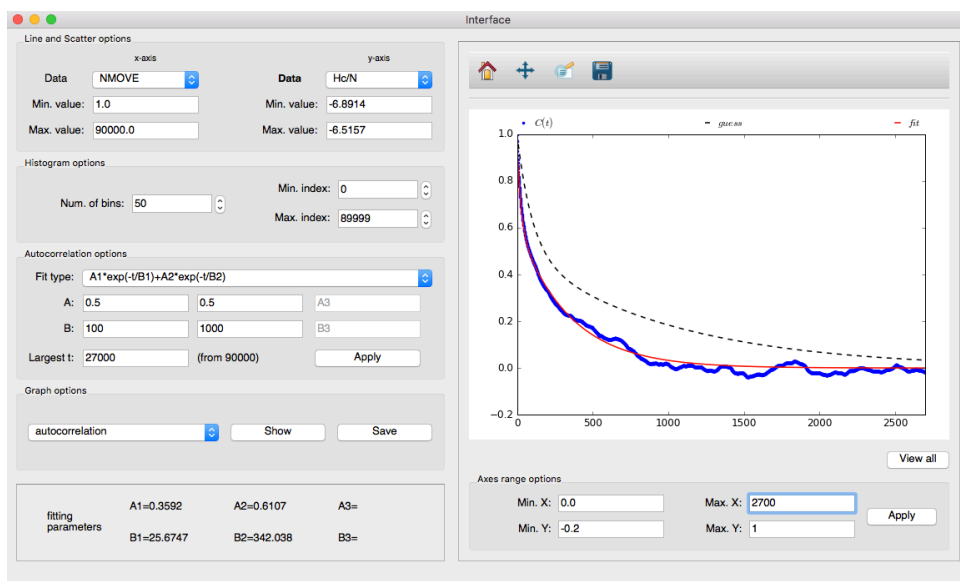 Interface
Line and Scatter options
x-axis y-axis
Data NMOVE Data Hc/N
Min. value: 1.0 Min. value: -6.8914
Max. value: 90000.0 Max. value: -6.5157
Histogram options
Num. of bins: 50
Min. index: 0
Max. index: 89999
Autocorrelation options
Fit type: A1*exp(-t/B1)+A2*exp(-t/B2)
A: 0.5 0.5 A3
B: 100 1000 B3
Largest t: 27000 (from 90000) Apply
Graph options
autocorrelation Show Save
fitting
parameters
A1=0.3592 A2=0.6107 A3=
B1=25.6747 B2=342.038 B3=
C(t) guess fit
1.0
0.8
0.6
0.4
0.2
0.0
−0.2
0 500 1000 1500 2000 2500
View all
Axes range options
Min. X: 0.0 Max. X: 2700
Min. Y: -0.2 Max. Y: 1
Apply